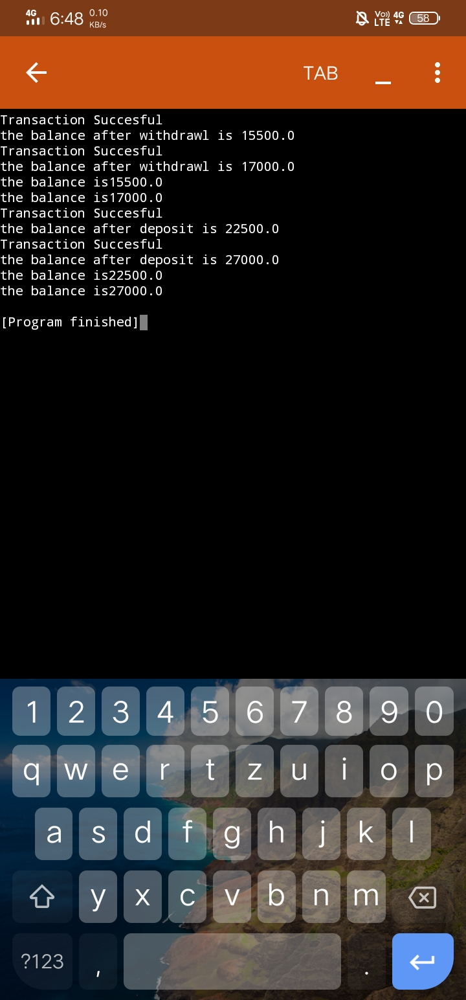 4G 6:48 0.10 KB/s Vo)) LTE 4G 58
TAB
Transaction Succesful
the balance after withdrawl is 15500.0
Transaction Succesful
the balance after withdrawl is 17000.0
the balance is15500.0
the balance is17000.0
Transaction Succesful
the balance after deposit is 22500.0
Transaction Succesful
the balance after deposit is 27000.0
the balance is22500.0
the balance is27000.0
[Program finished]
1 2 3 4 5 6 7 8 9 0
q w e r t z u i o p
a s d f g h j k l
y x c v b n m
?123 , .